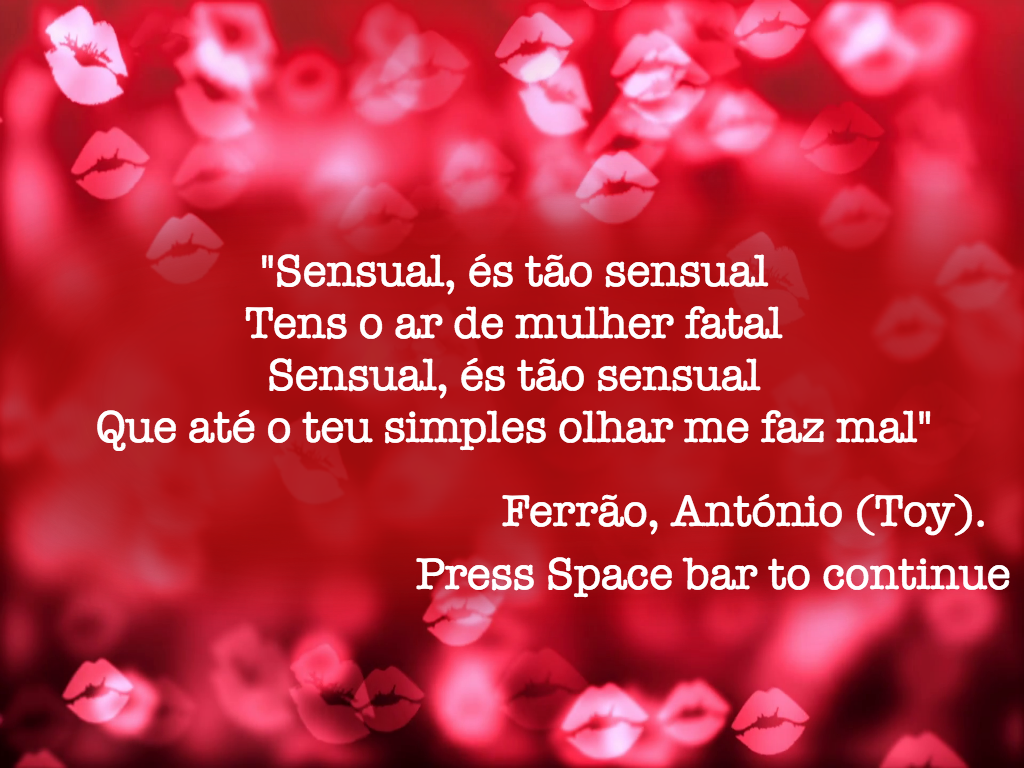 "Sensual, és tão sensual
Tens o ar de mulher fatal
Sensual, és tão sensual
Que até o teu simples olhar me faz mal"
Ferrão, António (Toy).
Press Space bar to continue